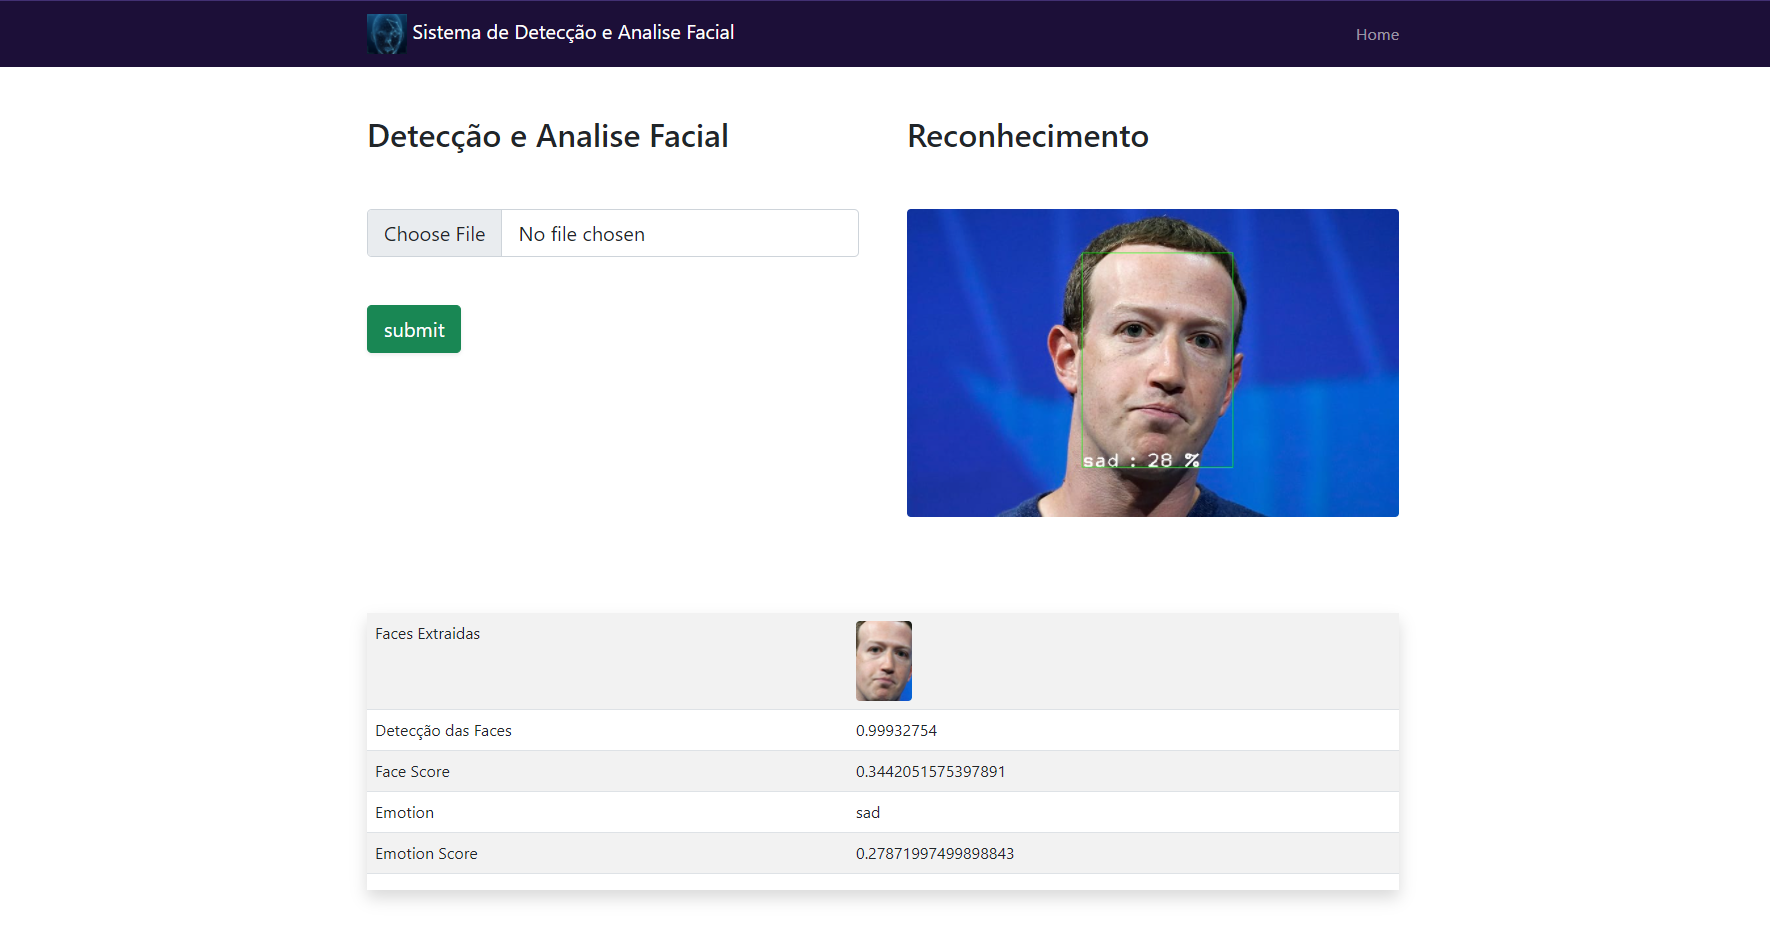 Sistema de Detecção e Analise Facial
Home
Detecção e Analise Facial
Choose File
No file chosen
submit
Reconhecimento
sad : 28 %
Faces Extraidas
Detecção das Faces 0.99932754
Face Score 0.3442051575397891
Emotion sad
Emotion Score 0.27871997499898843